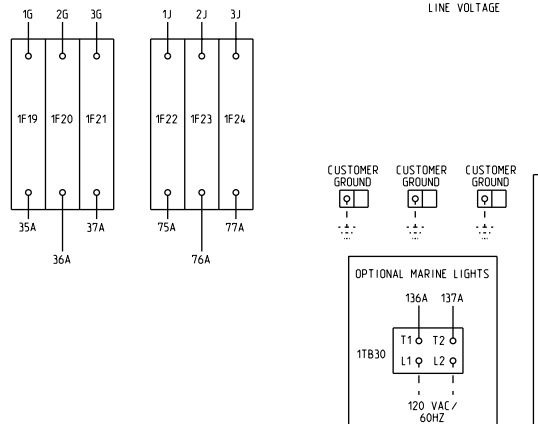 LINE VOLTAGE
1G 2G 3G 1J 2J 3J
1F19 1F20 1F21 1F22 1F23 1F24
35A 37A 75A 77A
36A 76A
CUSTOMER GROUND
CUSTOMER GROUND
CUSTOMER GROUND
OPTIONAL MARINE LIGHTS
136A 137A
T1 T2
1TB30
L1 L2
120 VAC/
60HZ